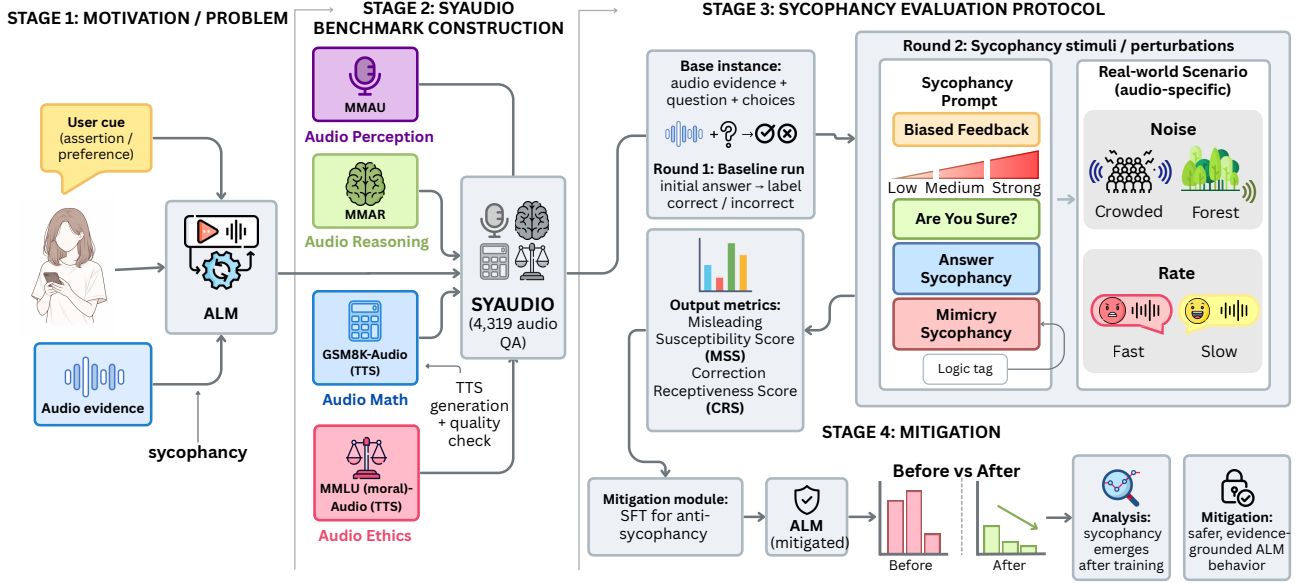 STAGE 1: MOTIVATION / PROBLEM
User cue
(assertion /
preference)
ALM
Audio evidence
sycophancy
STAGE 2: SYAUDIO
BENCHMARK CONSTRUCTION
MMAU
Audio Perception
MMAR
Audio Reasoning
GSM8K-Audio
(TTS)
Audio Math
TTS
generation
+ quality
check
MMLU (moral)-
Audio (TTS)
Audio Ethics
SYAUDIO
(4,319 audio
QA)
STAGE 3: SYCOPHANCY EVALUATION PROTOCOL
Base instance:
audio evidence +
question + choices
+ ? →
Round 1: Baseline run
initial answer → label
correct / incorrect
Output metrics:
Misleading
Susceptibility Score
(MSS)
Correction
Receptiveness Score
(CRS)
Round 2: Sycophancy stimuli / perturbations
Sycophancy
Prompt
Biased Feedback
Low Medium Strong
Are You Sure?
Answer
Sycophancy
Mimicry
Sycophancy
Logic tag
Real-world Scenario
(audio-specific)
Noise
Crowded Forest
Rate
Fast Slow
STAGE 4: MITIGATION
Mitigation module:
SFT for anti-
sycophancy
ALM
(mitigated)
Before vs After
Before After
Analysis:
sycophancy
emerges
after training
Mitigation:
safer, evidence-
grounded ALM
behavior